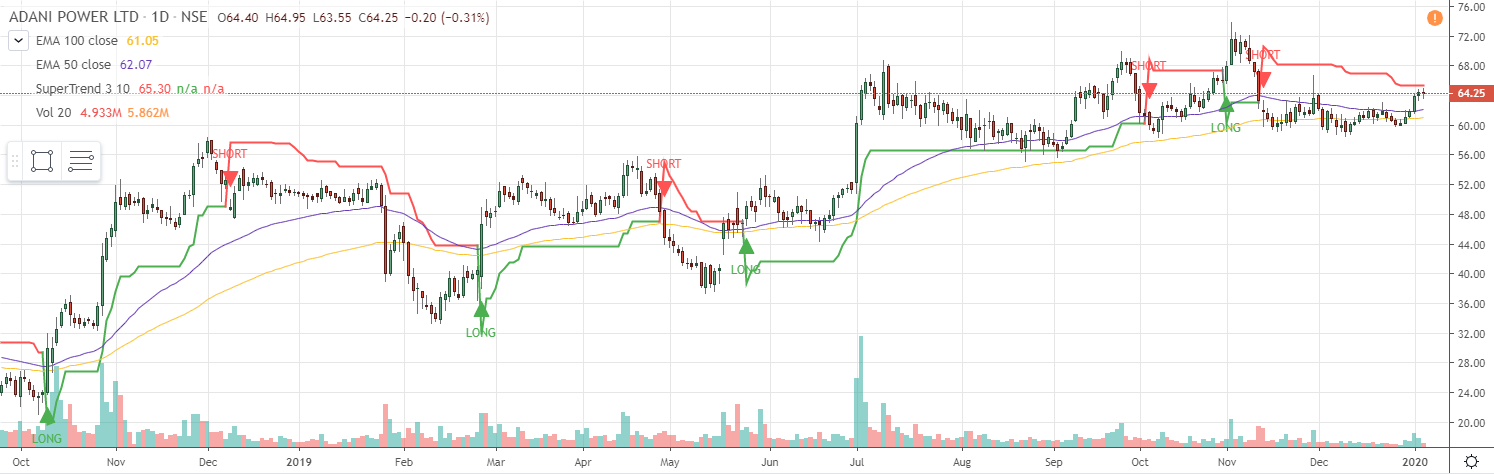 ADANI POWER LTD · 1D · NSE O64.40 H64.95 L63.55 C64.25 −0.20 (−0.31%)
EMA 100 close 61.05
EMA 50 close 62.07
SuperTrend 3 10 65.30 n/a n/a
Vol 20 4.933M 5.862M
76.00
72.00
68.00
64.25
60.00
56.00
52.00
48.00
44.00
40.00
36.00
32.00
28.00
24.00
20.00
LONG
SHORT
LONG
SHORT
LONG
SHORT
LONG
SHORT
Oct Nov Dec 2019 Feb Mar Apr May Jun Jul Aug Sep Oct Nov Dec 2020